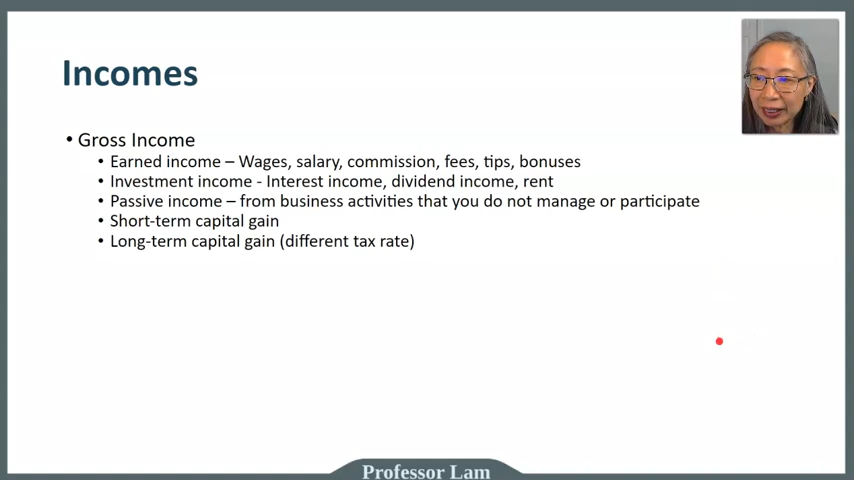 Incomes
• Gross Income
• Earned income – Wages, salary, commission, fees, tips, bonuses
• Investment income - Interest income, dividend income, rent
• Passive income – from business activities that you do not manage or participate
• Short-term capital gain
• Long-term capital gain (different tax rate)
Professor Lam